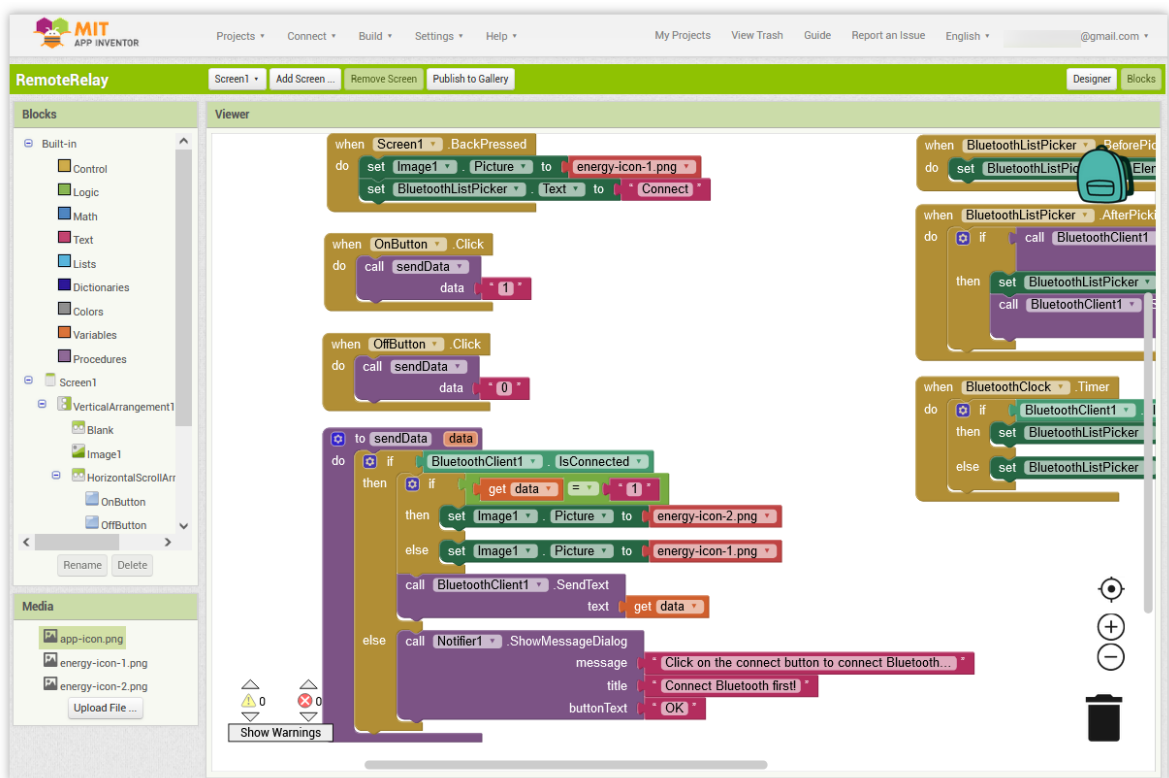 MIT
APP INVENTOR
Projects Connect Build Settings Help My Projects View Trash Guide Report an Issue English @gmail.com
RemoteRelay Screen1 Add Screen ... Remove Screen Publish to Gallery Designer Blocks
Blocks
Built-in
Control
Logic
Math
Text
Lists
Dictionaries
Colors
Variables
Procedures
Screen1
VerticalArrangement1
Blank
Image1
HorizontalScrollArr
OnButton
OffButton
Rename Delete
Media
app-icon.png
energy-icon-1.png
energy-icon-2.png
Upload File ...
Viewer
when Screen1 .BackPressed
do set Image1 . Picture to energy-icon-1.png
set BluetoothListPicker . Text to " Connect "
when OnButton .Click
do call sendData
data " 1 "
when OffButton .Click
do call sendData
data " 0 "
to sendData data
do if BluetoothClient1 . IsConnected
then if get data = " 1 "
then set Image1 . Picture to energy-icon-2.png
else set Image1 . Picture to energy-icon-1.png
call BluetoothClient1 .SendText
text get data
else call Notifier1 .ShowMessageDialog
message " Click on the connect button to connect Bluetooth... "
title " Connect Bluetooth first! "
buttonText " OK "
0 0
Show Warnings
when BluetoothListPicker .BeforePic
do set BluetoothListPic Elen
when BluetoothListPicker .AfterPicki
do if call BluetoothClient1
then set BluetoothListPicker
call BluetoothClient1
when BluetoothClock .Timer
do if BluetoothClient1 .
then set BluetoothListPicker
else set BluetoothListPicker